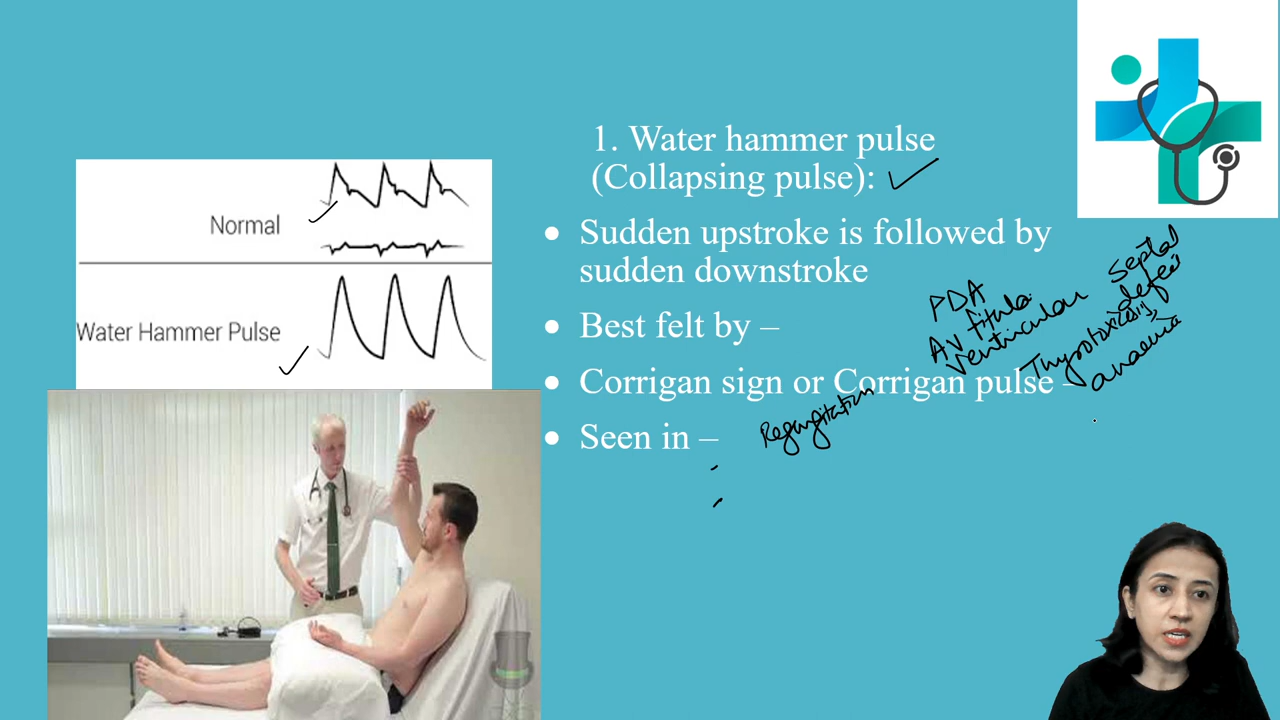 1. Water hammer pulse
(Collapsing pulse):
• Sudden upstroke is followed by
sudden downstroke
• Best felt by –
• Corrigan sign or Corrigan pulse –
• Seen in –
Normal
Water Hammer Pulse
PDA
AV fitula
Ventricular Septal
defect
Thyrotoxicosis,
anaemia
Regurgitation